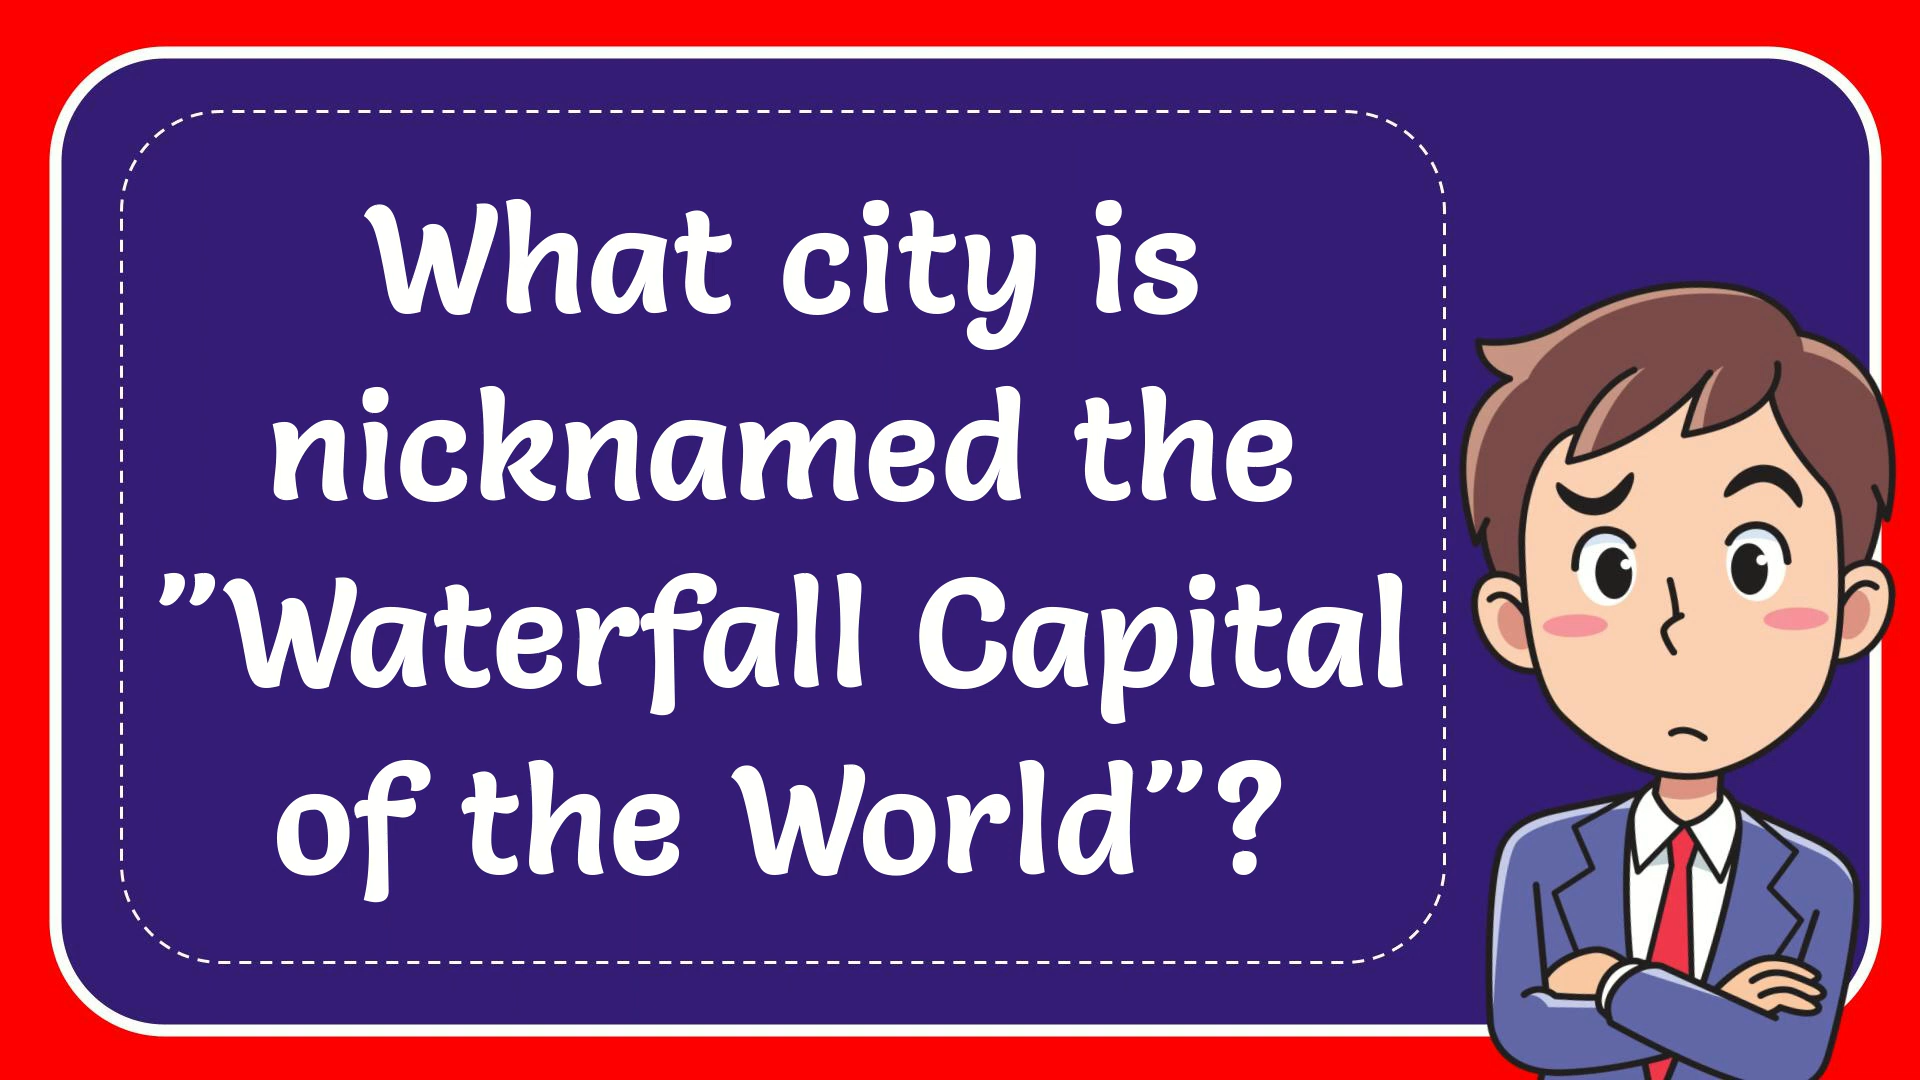 What city is
nicknamed the
”Waterfall Capital
of the World”?